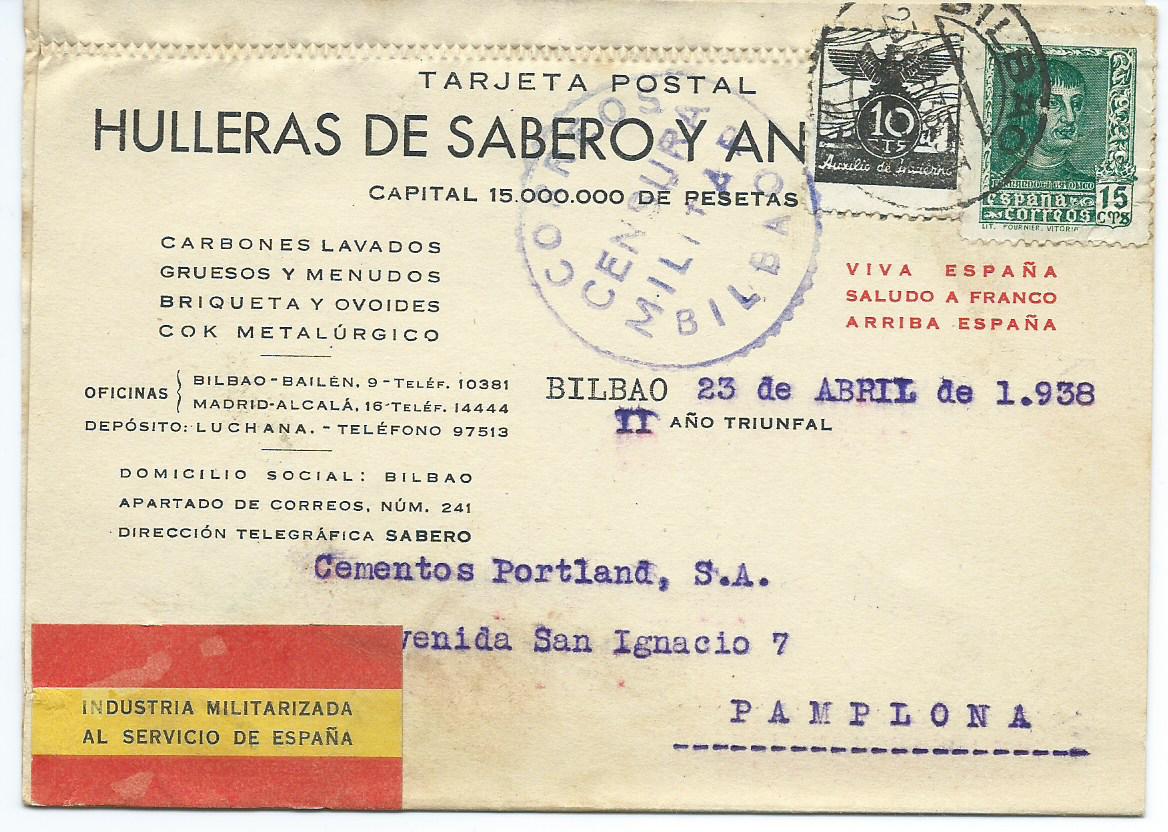 TARJETA POSTAL
HULLERAS DE SABERO Y AN
CAPITAL 15.000.000 DE PESETAS
CARBONES LAVADOS
GRUESOS Y MENUDOS
BRIQUETA Y OVOIDES
COK METALÚRGICO
OFICINAS { BILBAO-BAILÉN, 9-TELÉF. 10381
MADRID-ALCALÁ, 16-TELÉF. 14444
DEPÓSITO: LUCHANA. - TELÉFONO 97513
DOMICILIO SOCIAL: BILBAO
APARTADO DE CORREOS, NÚM. 241
DIRECCIÓN TELEGRÁFICA SABERO
CENSURA
MILITAR
BILBAO
10
CTS
Auxilio de Invierno
BILBAO
españa
correos
15
CTS
LIT. FOURNIER. VITORIA
VIVA ESPAÑA
SALUDO A FRANCO
ARRIBA ESPAÑA
BILBAO 23 de ABRIL de 1.938
II AÑO TRIUNFAL
Cementos Portland, S.A.
venida San Ignacio 7
PAMPLONA
INDUSTRIA MILITARIZADA
AL SERVICIO DE ESPAÑA